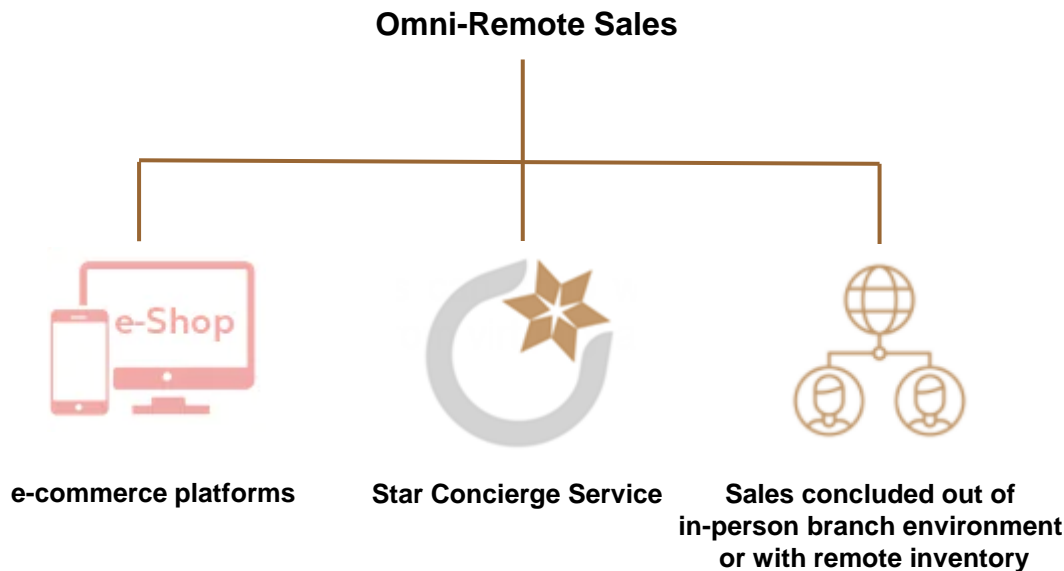 Omni-Remote Sales
e-Shop
e-commerce platforms
Star Concierge Service
Sales concluded out of
in-person branch environment
or with remote inventory